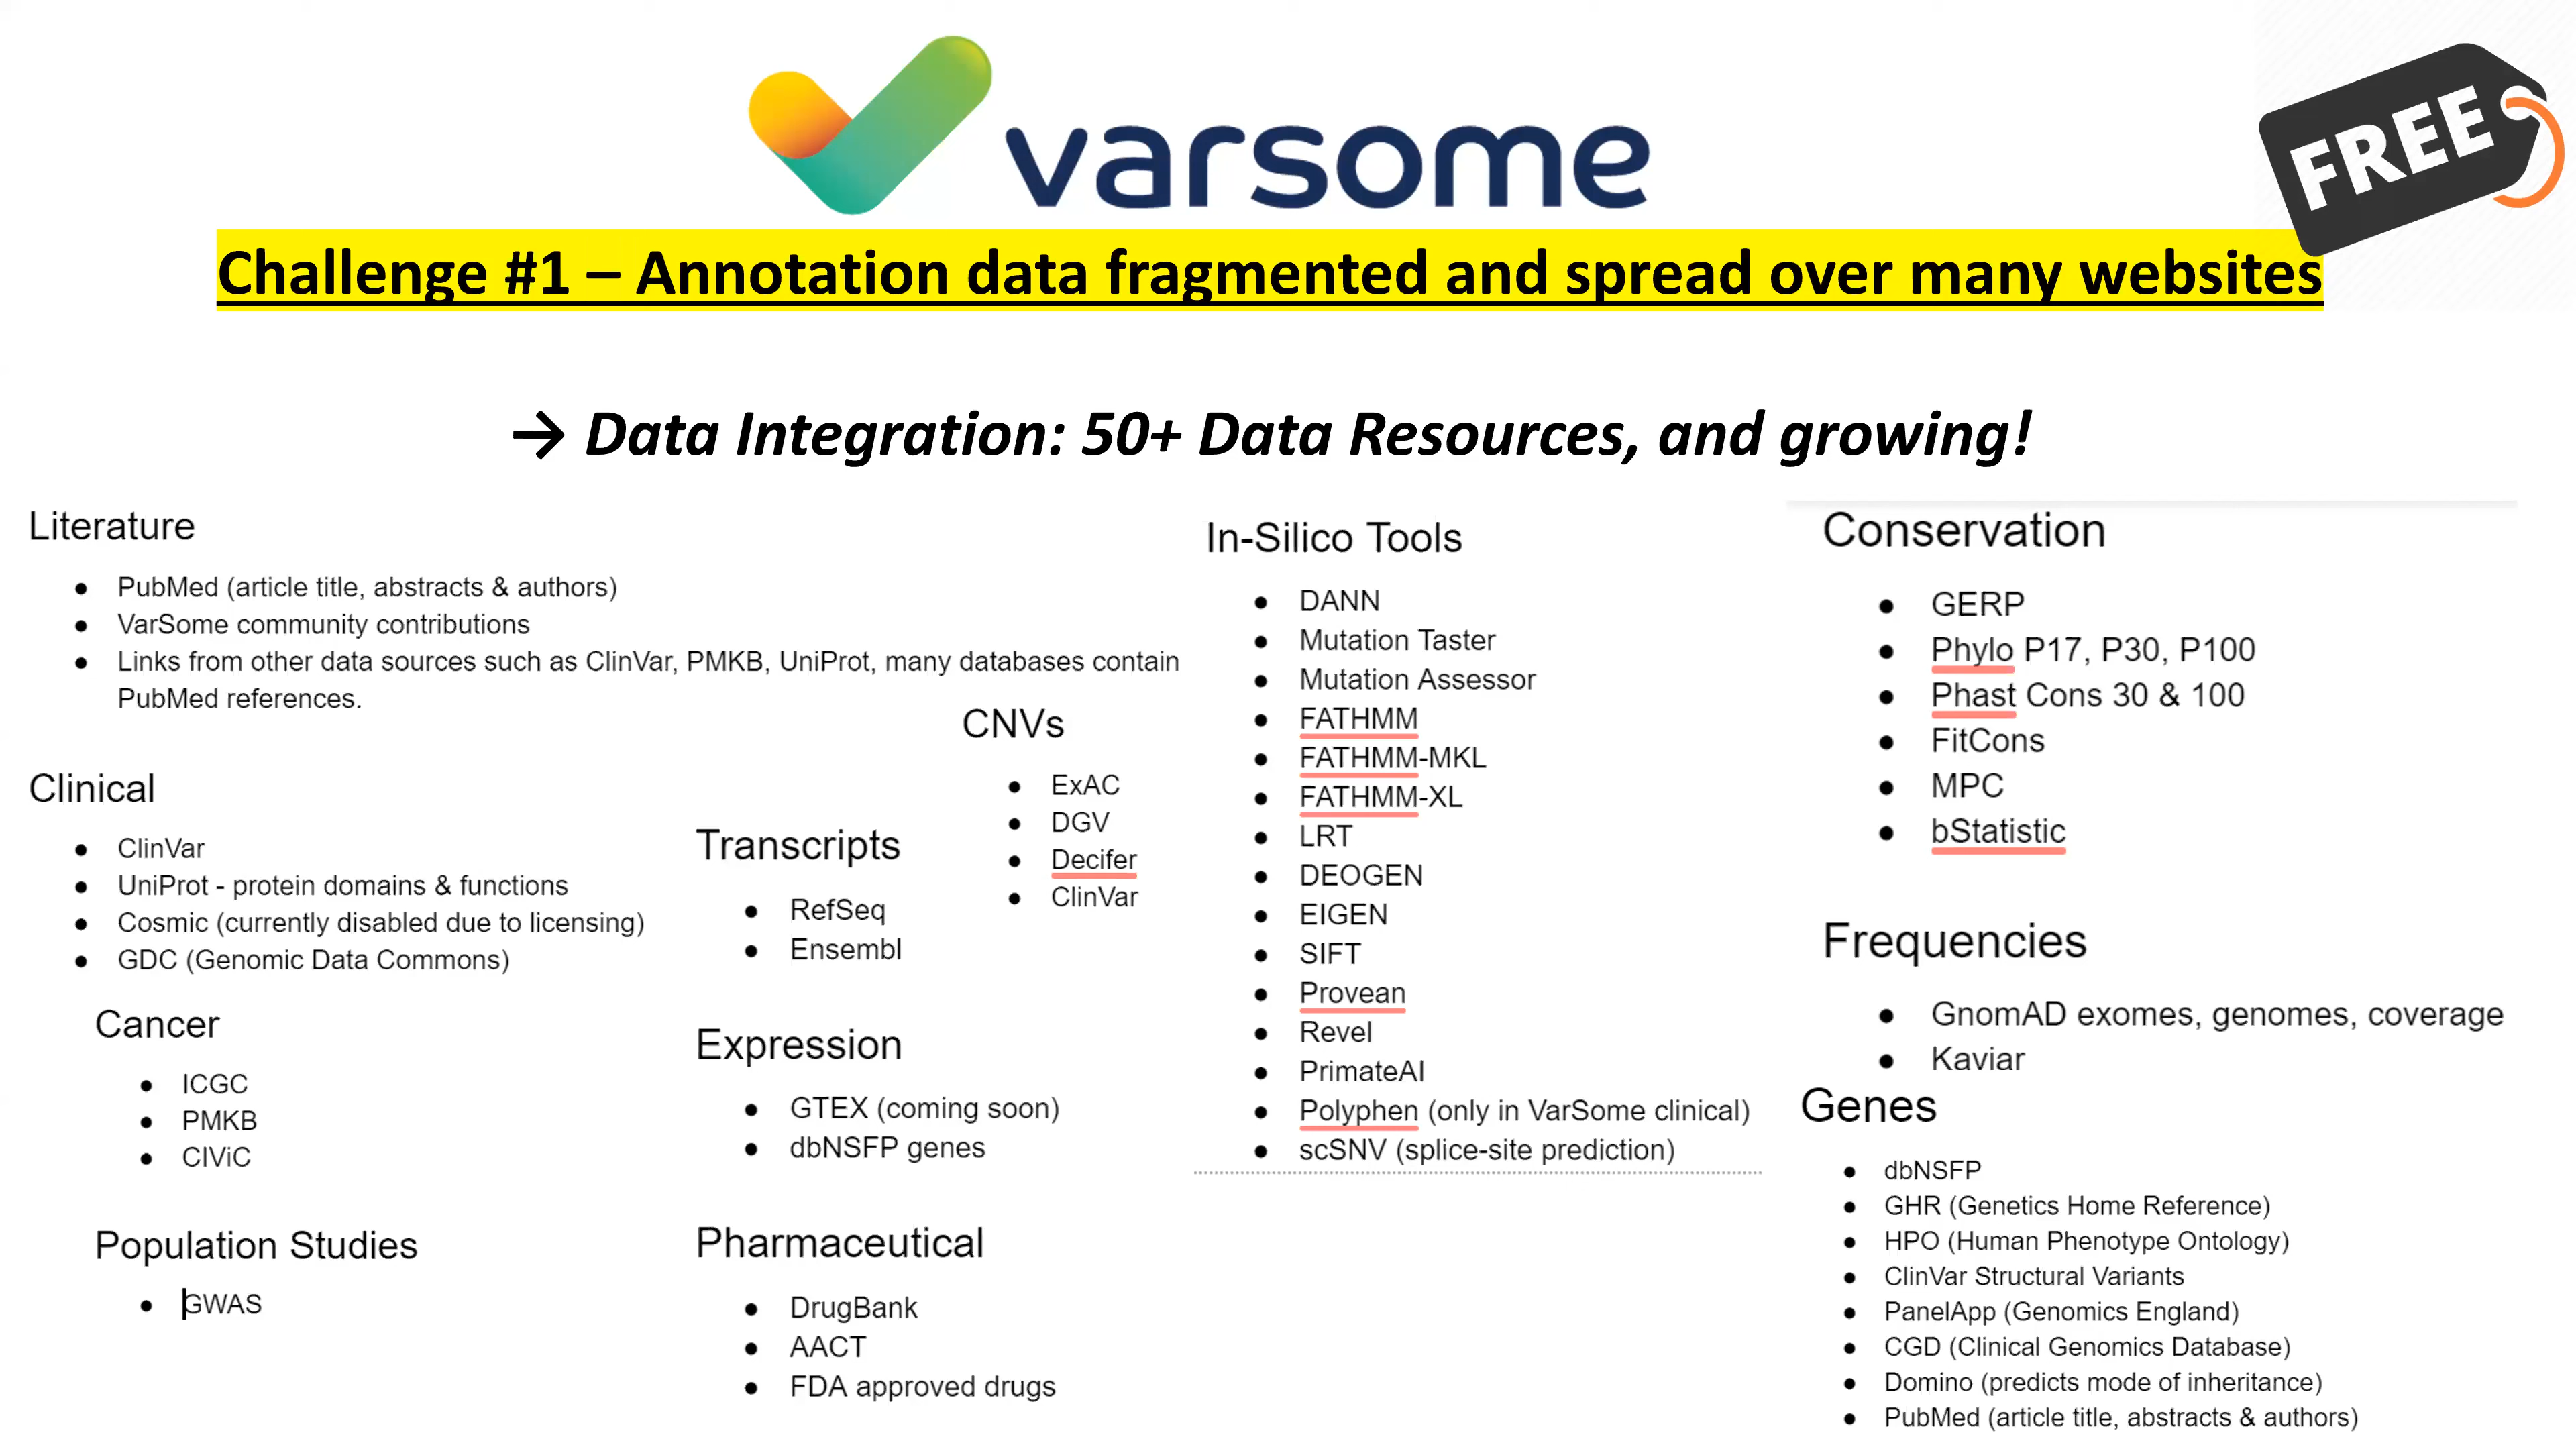 varsome
FREE
Challenge #1 – Annotation data fragmented and spread over many websites
→ Data Integration: 50+ Data Resources, and growing!
Literature
● PubMed (article title, abstracts & authors)
● VarSome community contributions
● Links from other data sources such as ClinVar, PMKB, UniProt, many databases contain
PubMed references.
Clinical
● ClinVar
● UniProt - protein domains & functions
● Cosmic (currently disabled due to licensing)
● GDC (Genomic Data Commons)
Cancer
● ICGC
● PMKB
● CIViC
Population Studies
● GWAS
CNVs
● ExAC
● DGV
● Decifer
● ClinVar
Transcripts
● RefSeq
● Ensembl
Expression
● GTEX (coming soon)
● dbNSFP genes
Pharmaceutical
● DrugBank
● AACT
● FDA approved drugs
In-Silico Tools
● DANN
● Mutation Taster
● Mutation Assessor
● FATHMM
● FATHMM-MKL
● FATHMM-XL
● LRT
● DEOGEN
● EIGEN
● SIFT
● Provean
● Revel
● PrimateAI
● Polyphen (only in VarSome clinical)
● scSNV (splice-site prediction)
Conservation
● GERP
● Phylo P17, P30, P100
● Phast Cons 30 & 100
● FitCons
● MPC
● bStatistic
Frequencies
● GnomAD exomes, genomes, coverage
● Kaviar
Genes
● dbNSFP
● GHR (Genetics Home Reference)
● HPO (Human Phenotype Ontology)
● ClinVar Structural Variants
● PanelApp (Genomics England)
● CGD (Clinical Genomics Database)
● Domino (predicts mode of inheritance)
● PubMed (article title, abstracts & authors)